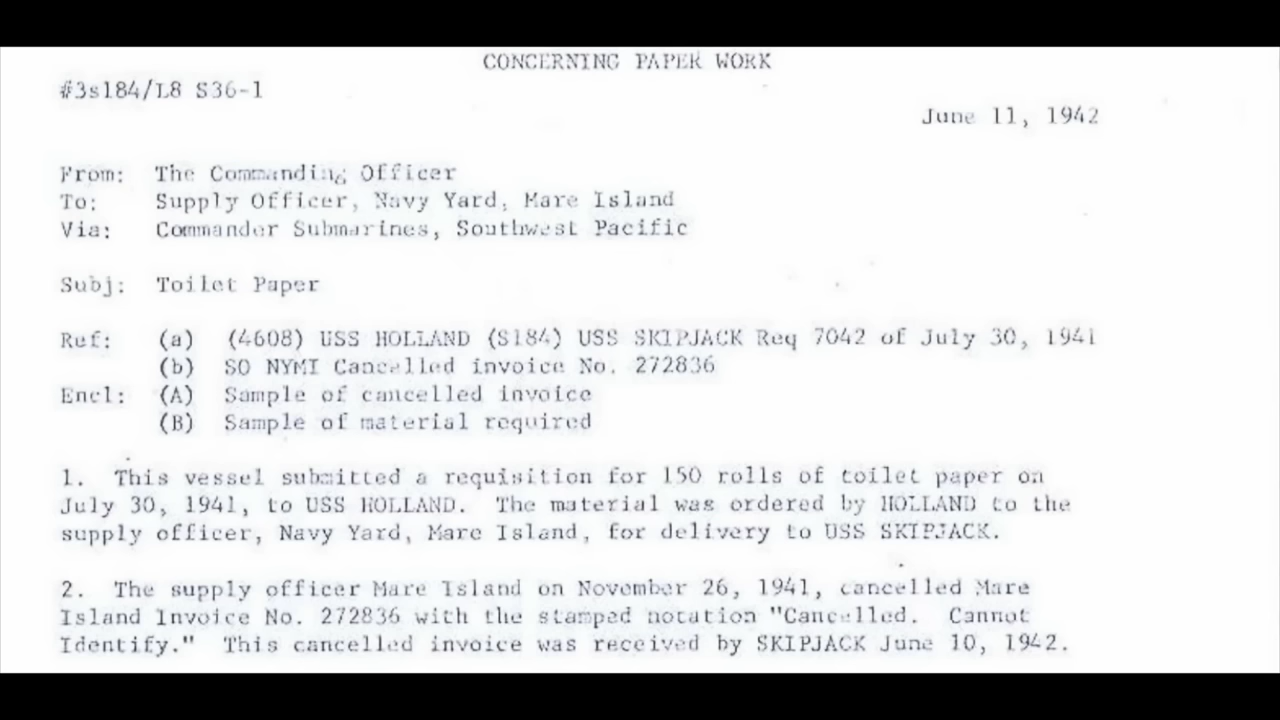 CONCERNING PAPER WORK
#3s184/L8 S36-1
June 11, 1942
From: The Commanding Officer
To: Supply Officer, Navy Yard, Mare Island
Via: Commander Submarines, Southwest Pacific
Subj: Toilet Paper
Ref: (a) (4608) USS HOLLAND (S184) USS SKIPJACK Req 7042 of July 30, 1941
(b) SO NYMI Cancelled invoice No. 272836
Encl: (A) Sample of cancelled invoice
(B) Sample of material required
1. This vessel submitted a requisition for 150 rolls of toilet paper on
July 30, 1941, to USS HOLLAND. The material was ordered by HOLLAND to the
supply officer, Navy Yard, Mare Island, for delivery to USS SKIPJACK.
2. The supply officer Mare Island on November 26, 1941, cancelled Mare
Island Invoice No. 272836 with the stamped notation "Cancelled. Cannot
Identify." This cancelled invoice was received by SKIPJACK June 10, 1942.